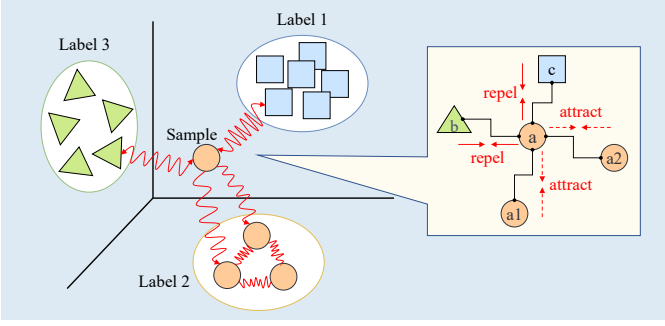 Label 1
Label 3
c
repel
attract
Sample
b
a
repel
a2
attract
a1
Label 2